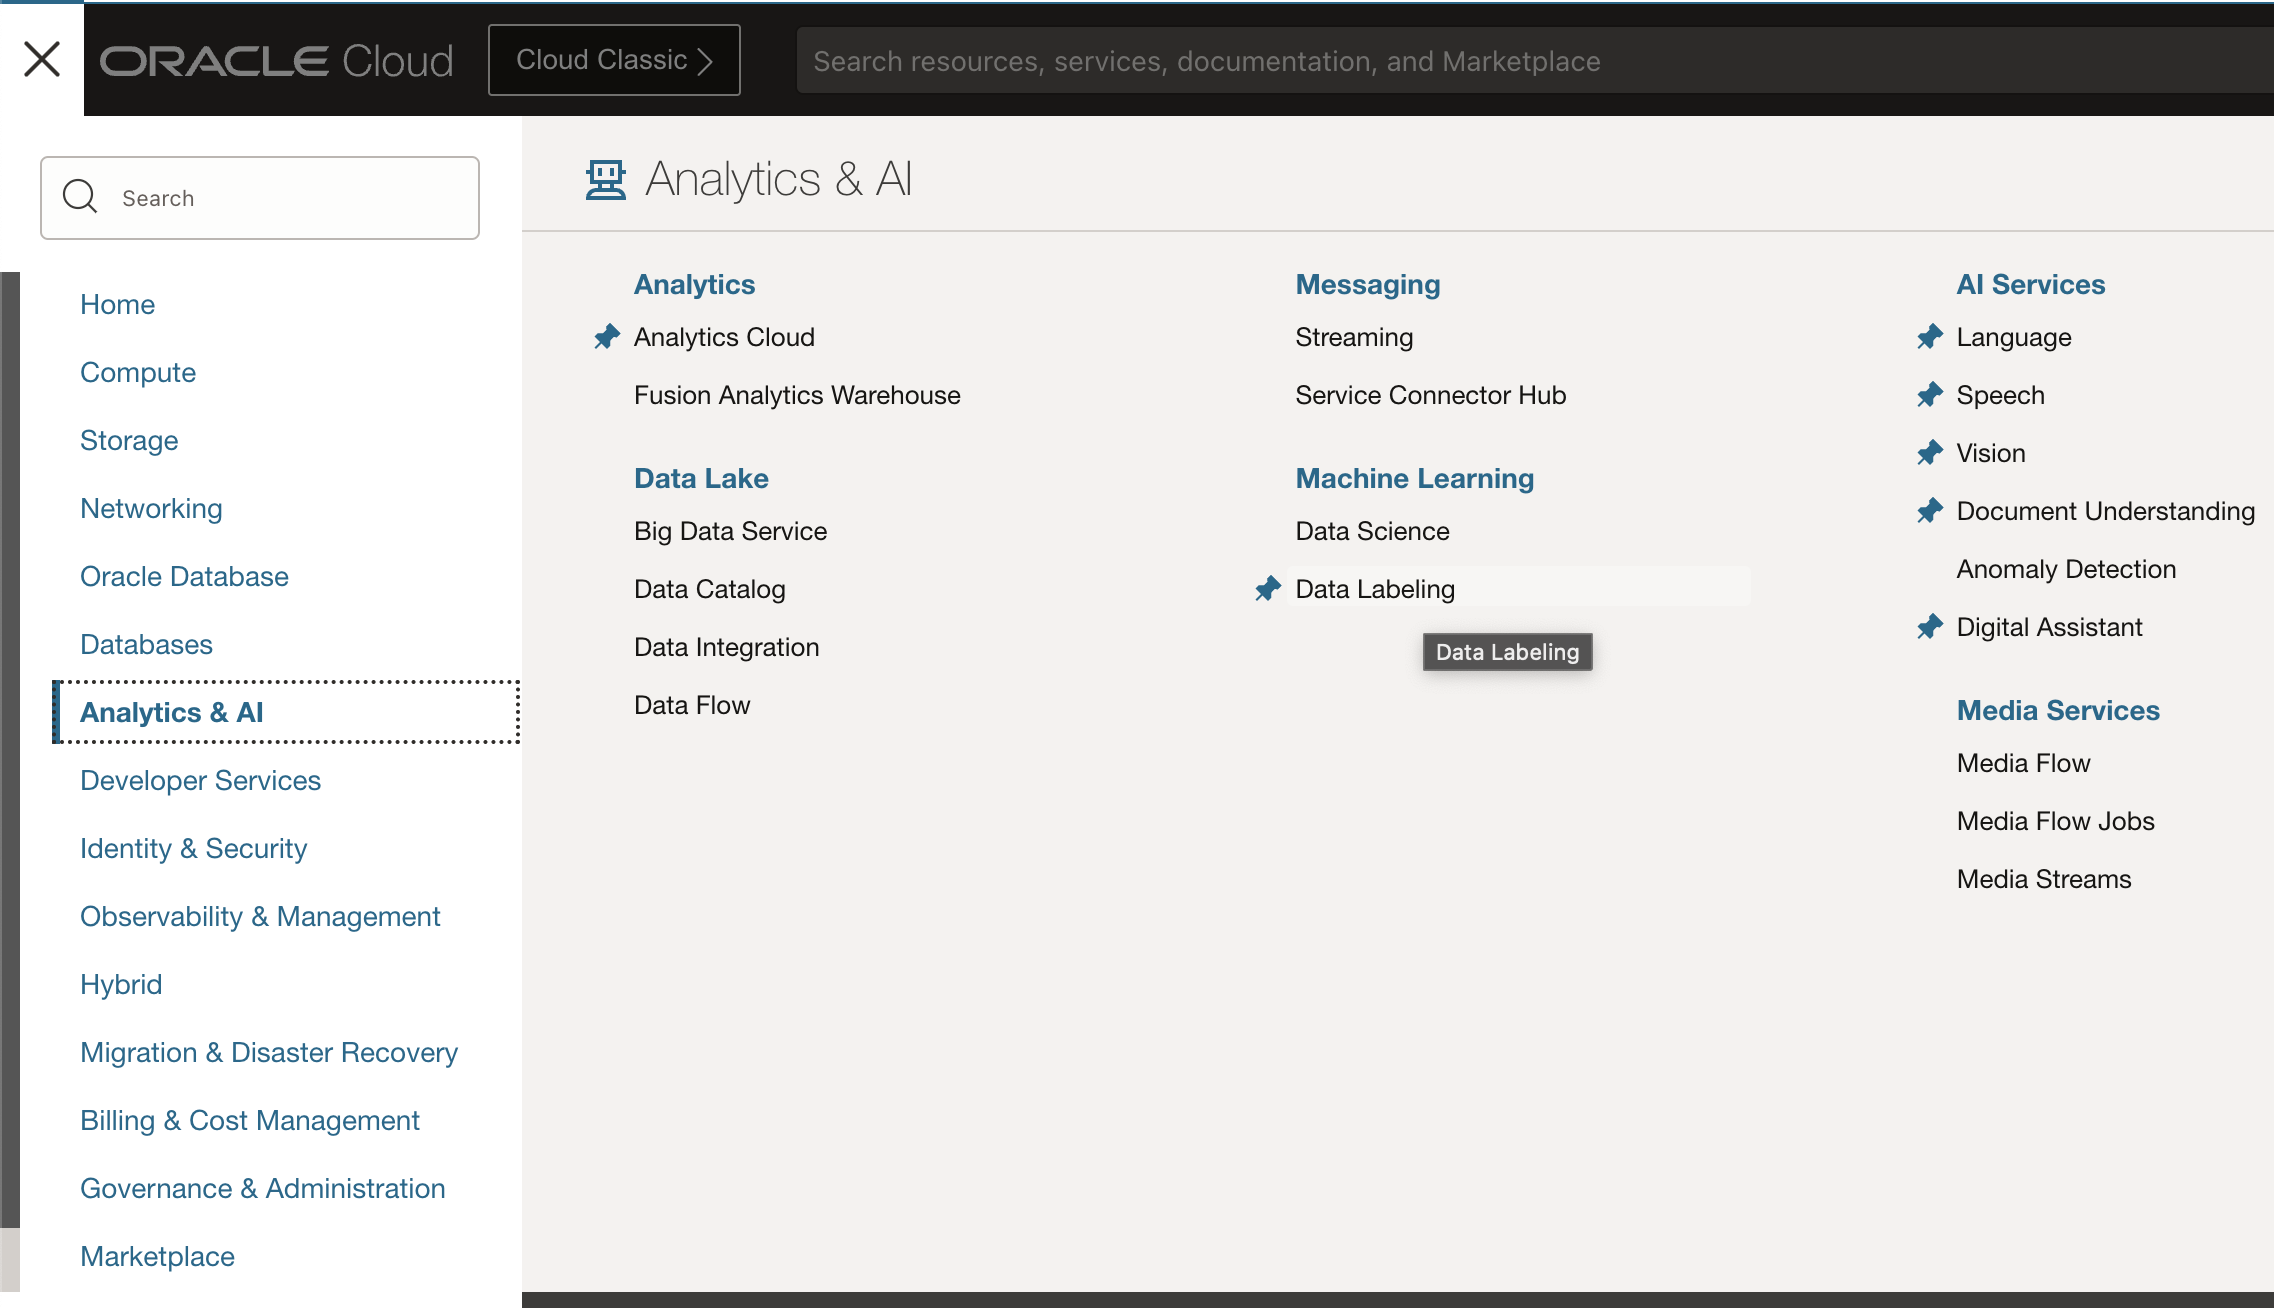 ORACLE Cloud
Cloud Classic
Search resources, services, documentation, and Marketplace
Search
Home
Compute
Storage
Networking
Oracle Database
Databases
Analytics & AI
Developer Services
Identity & Security
Observability & Management
Hybrid
Migration & Disaster Recovery
Billing & Cost Management
Governance & Administration
Marketplace
Analytics & AI
Analytics
Analytics Cloud
Fusion Analytics Warehouse
Data Lake
Big Data Service
Data Catalog
Data Integration
Data Flow
Messaging
Streaming
Service Connector Hub
Machine Learning
Data Science
Data Labeling
Data Labeling
AI Services
Language
Speech
Vision
Document Understanding
Anomaly Detection
Digital Assistant
Media Services
Media Flow
Media Flow Jobs
Media Streams